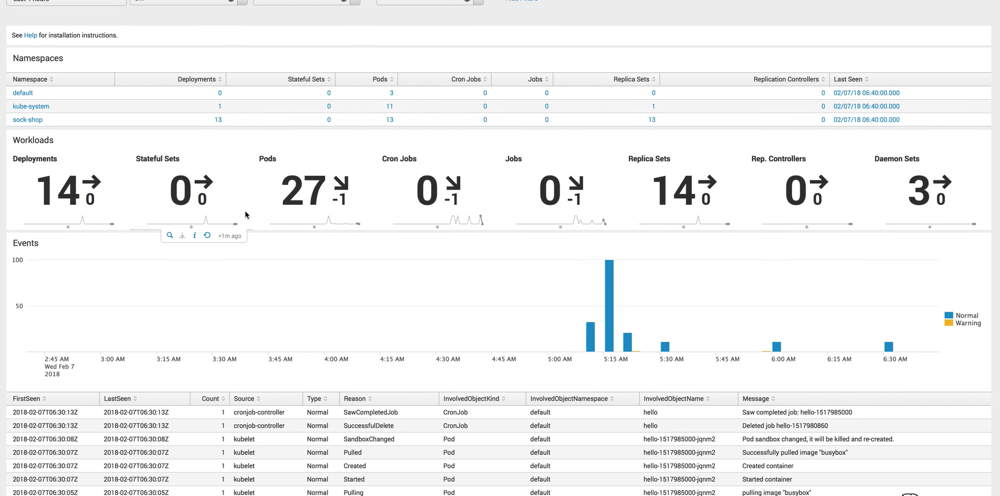 Last 4 hours
Hide Filters
See Help for installation instructions.
Namespaces
Namespace Deployments Stateful Sets Pods Cron Jobs Jobs Replica Sets Replication Controllers Last Seen
default 0 0 3 0 0 0 0 02/07/18 06:40:00.000
kube-system 1 0 11 0 0 1 0 02/07/18 06:40:00.000
sock-shop 13 0 13 0 0 13 0 02/07/18 06:40:00.000
Workloads
Deployments Stateful Sets Pods Cron Jobs Jobs Replica Sets Rep. Controllers Daemon Sets
14 0 0 0 27 -1 0 -1 0 -1 14 0 0 0 3 0
<1m ago
Events
100
50
Normal
Warning
2:45 AM 3:00 AM 3:15 AM 3:30 AM 3:45 AM 4:00 AM 4:15 AM 4:30 AM 4:45 AM 5:00 AM 5:15 AM 5:30 AM 5:45 AM 6:00 AM 6:15 AM 6:30 AM
Wed Feb 7
2018
FirstSeen LastSeen Count Source Type Reason InvolvedObjectKind InvolvedObjectNamespace InvolvedObjectName Message
2018-02-07T06:30:13Z 2018-02-07T06:30:13Z 1 cronjob-controller Normal SawCompletedJob CronJob default hello Saw completed job: hello-1517985000
2018-02-07T06:30:13Z 2018-02-07T06:30:13Z 1 cronjob-controller Normal SuccessfulDelete CronJob default hello Deleted job hello-1517980860
2018-02-07T06:30:08Z 2018-02-07T06:30:08Z 1 kubelet Normal SandboxChanged Pod default hello-1517985000-jqnm2 Pod sandbox changed, it will be killed and re-created.
2018-02-07T06:30:07Z 2018-02-07T06:30:07Z 1 kubelet Normal Pulled Pod default hello-1517985000-jqnm2 Successfully pulled image "busybox"
2018-02-07T06:30:07Z 2018-02-07T06:30:07Z 1 kubelet Normal Created Pod default hello-1517985000-jqnm2 Created container
2018-02-07T06:30:07Z 2018-02-07T06:30:07Z 1 kubelet Normal Started Pod default hello-1517985000-jqnm2 Started container
2018-02-07T06:30:05Z 2018-02-07T06:30:05Z 1 kubelet Normal Pulling Pod default hello-1517985000-jqnm2 pulling image "busybox"